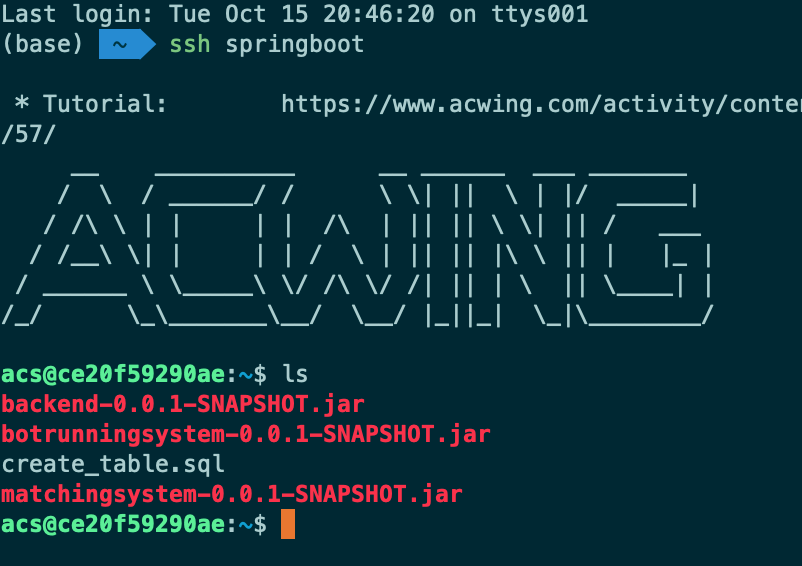 Last login: Tue Oct 15 20:46:20 on ttys001
(base) ~ ssh springboot
* Tutorial: https://www.acwing.com/activity/conte
/57/
ACWING
acs@ce20f59290ae:~$ ls
backend-0.0.1-SNAPSHOT.jar
botrunningsystem-0.0.1-SNAPSHOT.jar
create_table.sql
matchingsystem-0.0.1-SNAPSHOT.jar
acs@ce20f59290ae:~$